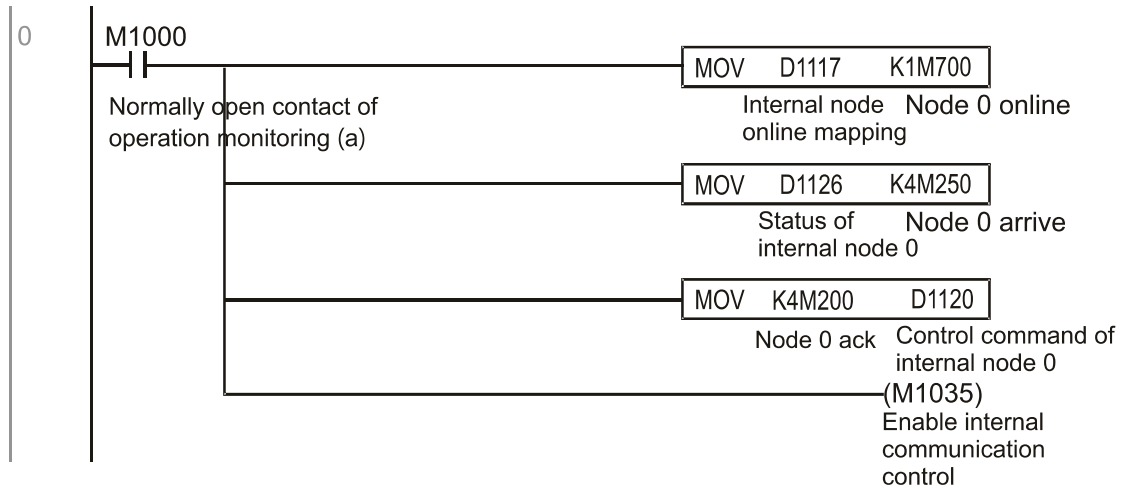 0
M1000
MOV D1117 K1M700
Normally open contact of
operation monitoring (a)
Internal node
online mapping
Node 0 online
MOV D1126 K4M250
Status of
internal node 0
Node 0 arrive
MOV K4M200 D1120
Node 0 ack
Control command of
internal node 0
(M1035)
Enable internal
communication
control